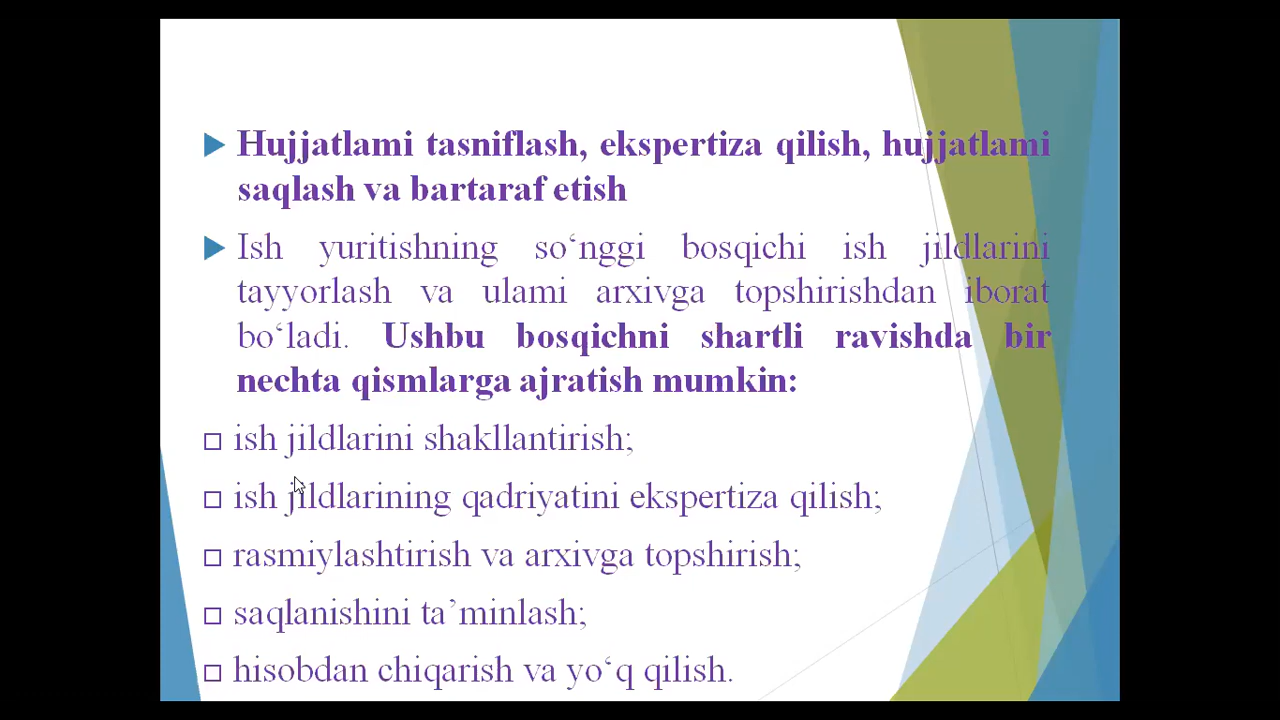 Hujjatlami tasniflash, ekspertiza qilish, hujjatlami
saqlash va bartaraf etish
Ish yuritishning so‘nggi bosqichi ish jildlarini
tayyorlash va ulami arxivga topshirishdan iborat
bo‘ladi. Ushbu bosqichni shartli ravishda bir
nechta qismlarga ajratish mumkin:
ish jildlarini shakllantirish;
ish jildlarining qadriyatini ekspertiza qilish;
rasmiylashtirish va arxivga topshirish;
saqlanishini ta’minlash;
hisobdan chiqarish va yo‘q qilish.